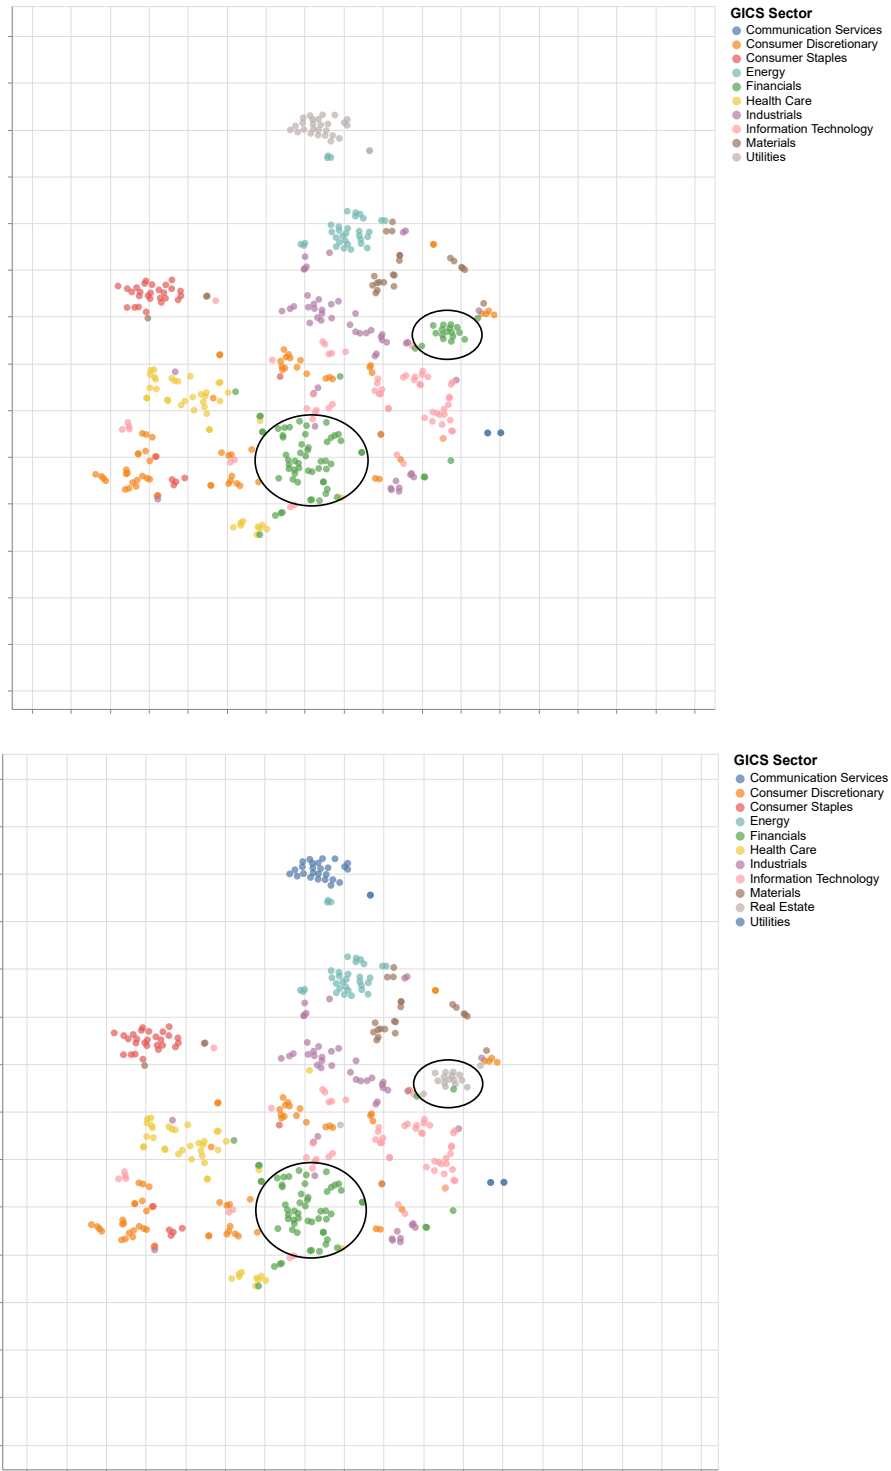 GICS Sector
Communication Services
Consumer Discretionary
Consumer Staples
Energy
Financials
Health Care
Industrials
Information Technology
Materials
Utilities
GICS Sector
Communication Services
Consumer Discretionary
Consumer Staples
Energy
Financials
Health Care
Industrials
Information Technology
Materials
Real Estate
Utilities